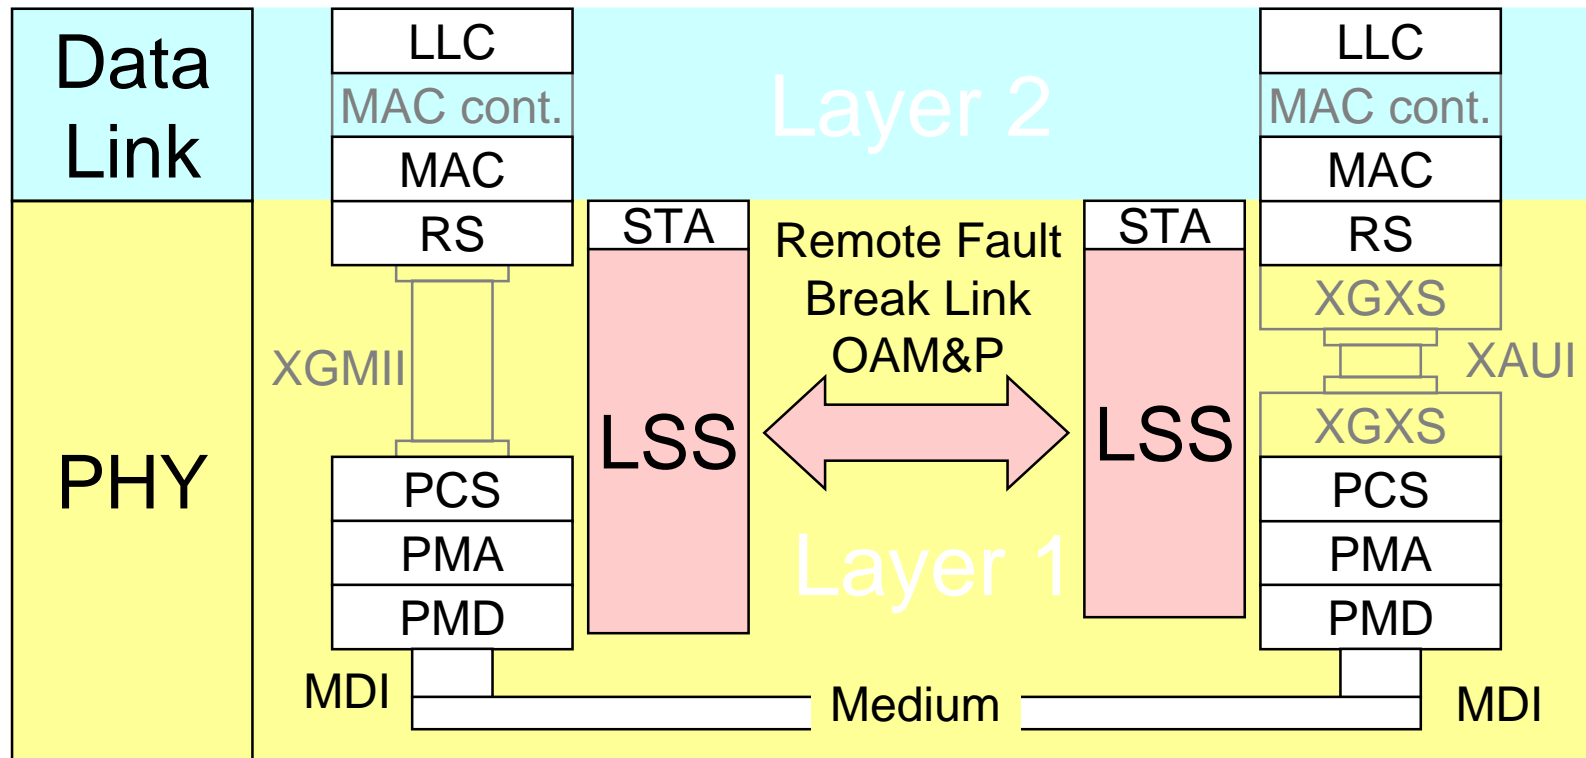 Data
Link
PHY
LLC
MAC cont.
MAC
RS
XGMII
PCS
PMA
PMD
MDI
STA
LSS
Layer 2
Remote Fault
Break Link
OAM&P
Layer 1
Medium
STA
LSS
LLC
MAC cont.
MAC
RS
XGXS
XAUI
XGXS
PCS
PMA
PMD
MDI